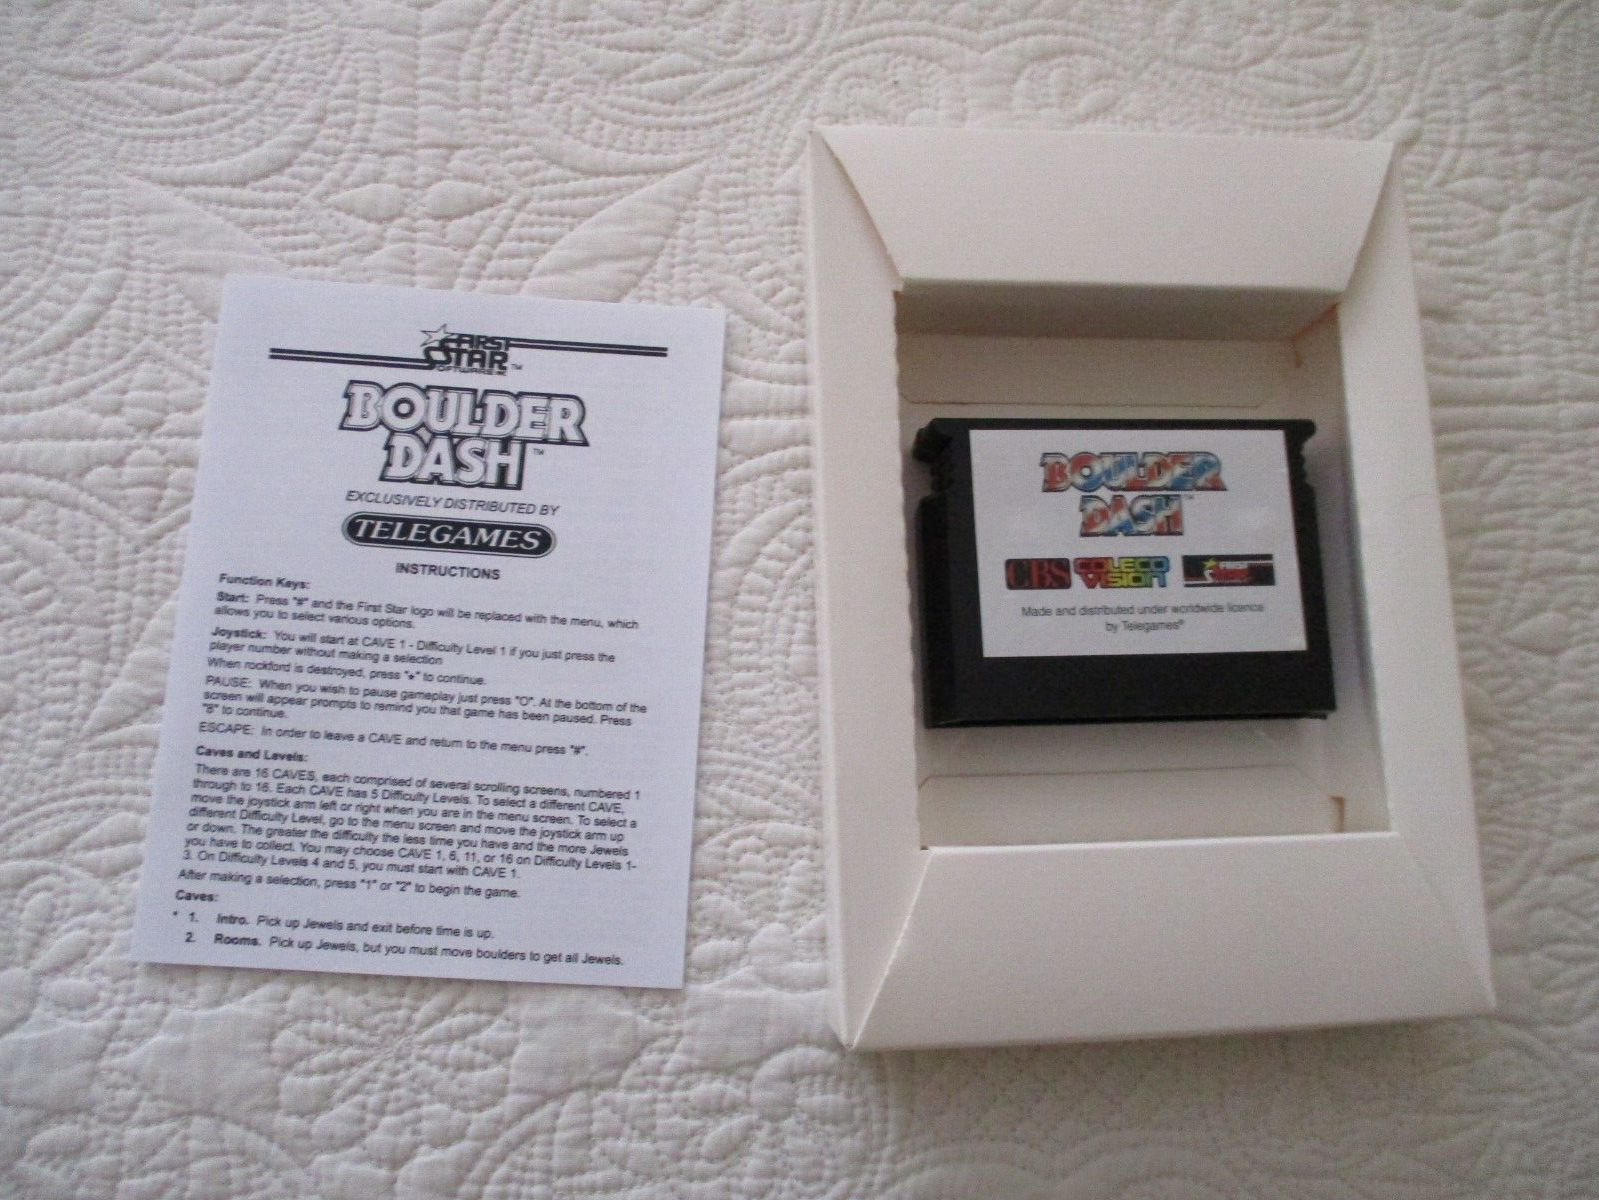 FIRST
STAR
SOFTWARE INC TM
BOULDER
DASH TM
EXCLUSIVELY DISTRIBUTED BY
TELEGAMES
INSTRUCTIONS
Function Keys:
Start: Press "#" and the First Star logo will be replaced with the menu, which
allows you to select various options.
Joystick: You will start at CAVE 1 - Difficulty Level 1 if you just press the
player number without making a selection
When rockford is destroyed, press "*" to continue.
PAUSE: When you wish to pause gameplay just press "O". At the bottom of the
screen will appear prompts to remind you that game has been paused. Press
"8" to continue.
ESCAPE: In order to leave a CAVE and return to the menu press "#".
Caves and Levels:
There are 16 CAVES, each comprised of several scrolling screens, numbered 1
through to 16. Each CAVE has 5 Difficulty Levels. To select a different CAVE,
move the joystick arm left or right when you are in the menu screen. To select a
different Difficulty Level, go to the menu screen and move the joystick arm up
or down. The greater the difficulty the less time you have and the more Jewels
you have to collect. You may choose CAVE 1, 6, 11, or 16 on Difficulty Levels 1-
3. On Difficulty Levels 4 and 5, you must start with CAVE 1.
After making a selection, press "1" or "2" to begin the game.
Caves:
* 1. Intro. Pick up Jewels and exit before time is up.
2. Rooms. Pick up Jewels, but you must move boulders to get all Jewels.
BOULDER
DASH TM
CBS COLECO VISION FIRST STAR
Made and distributed under worldwide licence
by Telegames®